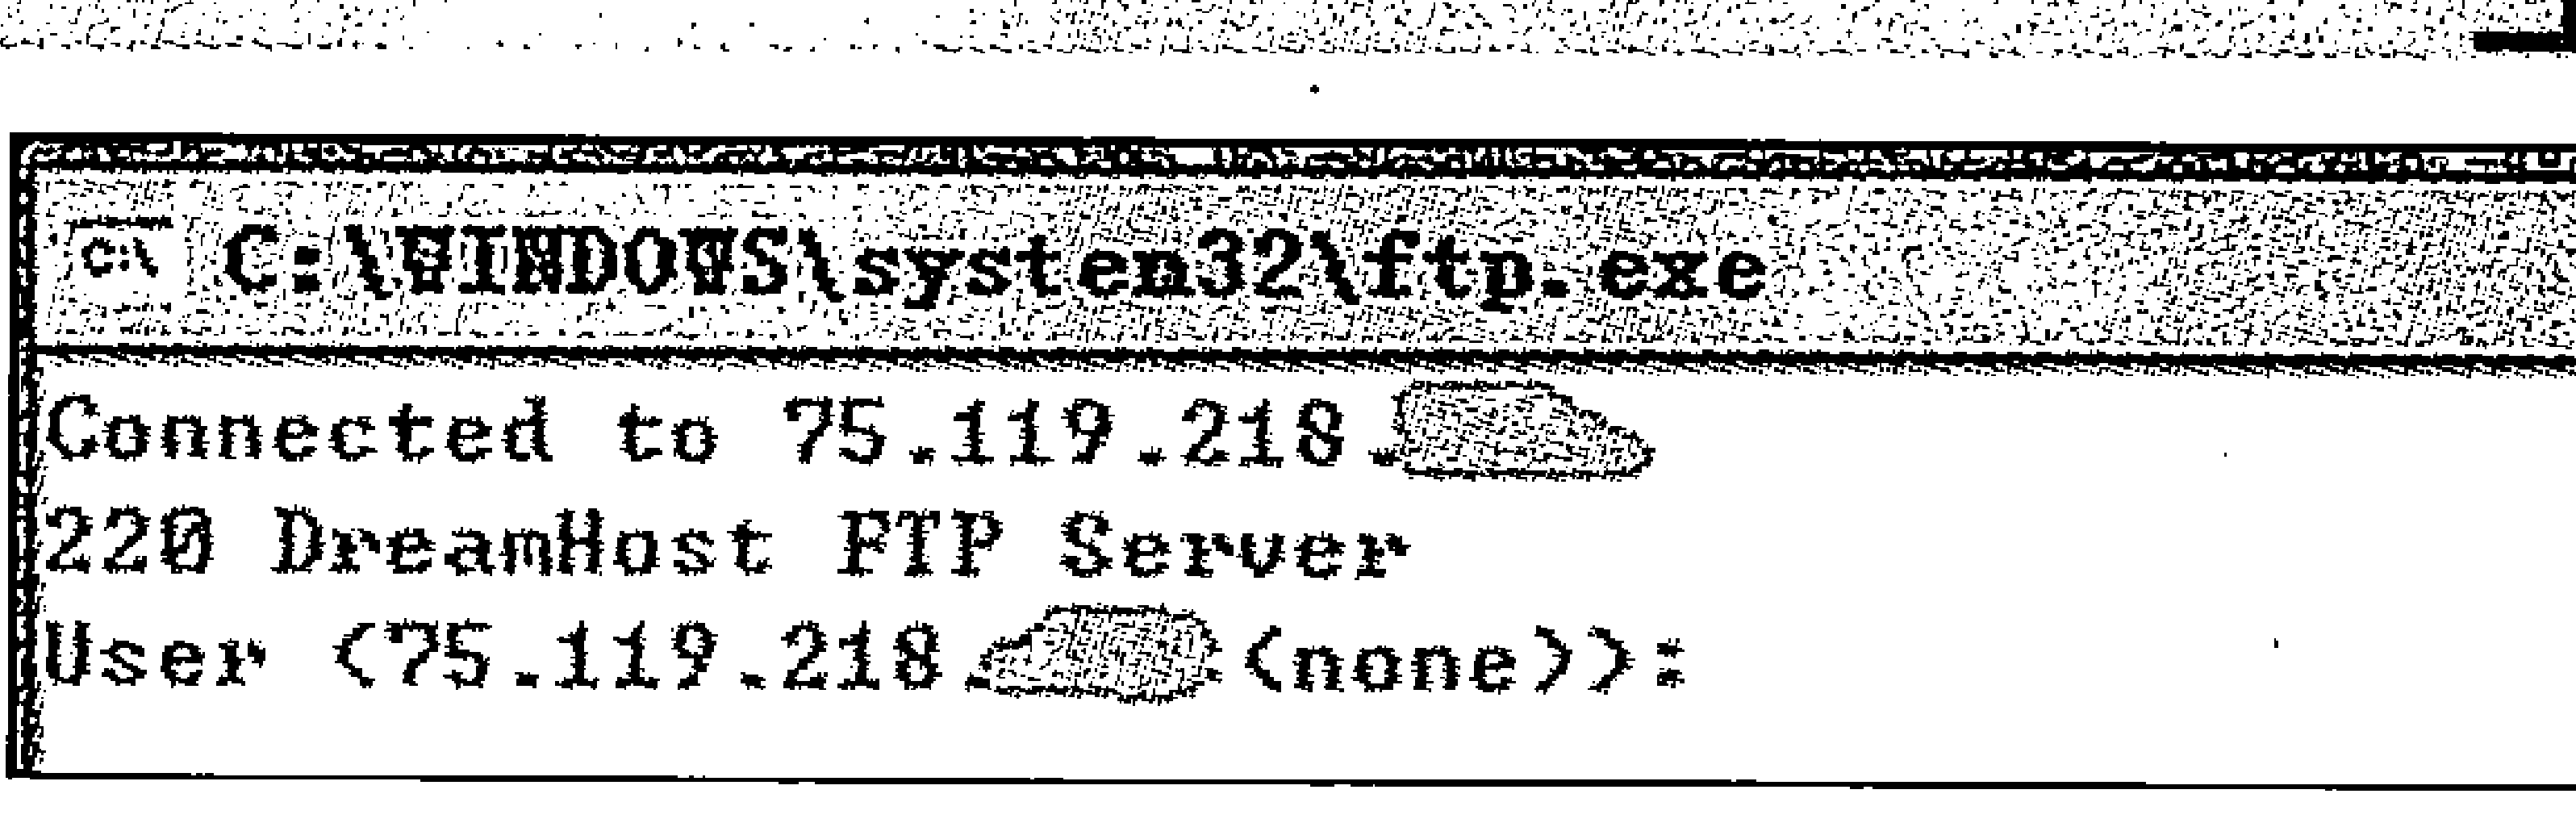 C:\ C:\WINDOWS\system32\ftp.exe
Connected to 75.119.218.
220 DreamHost FTP Server
User (75.119.218. :(none)):